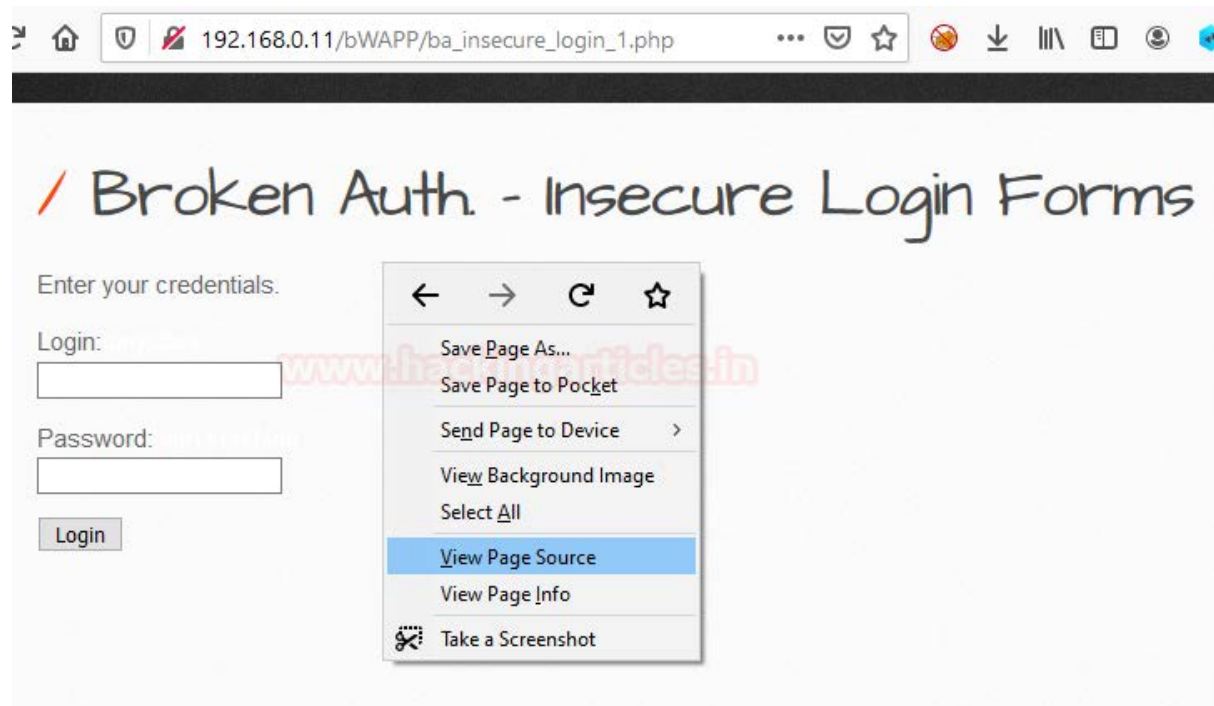 192.168.0.11/bWAPP/ba_insecure_login_1.php
/ Broken Auth. - Insecure Login Forms
Enter your credentials.
Login:
Password:
Login
Save Page As...
Save Page to Pocket
Send Page to Device
View Background Image
Select All
View Page Source
View Page Info
Take a Screenshot
www.hackingarticles.in